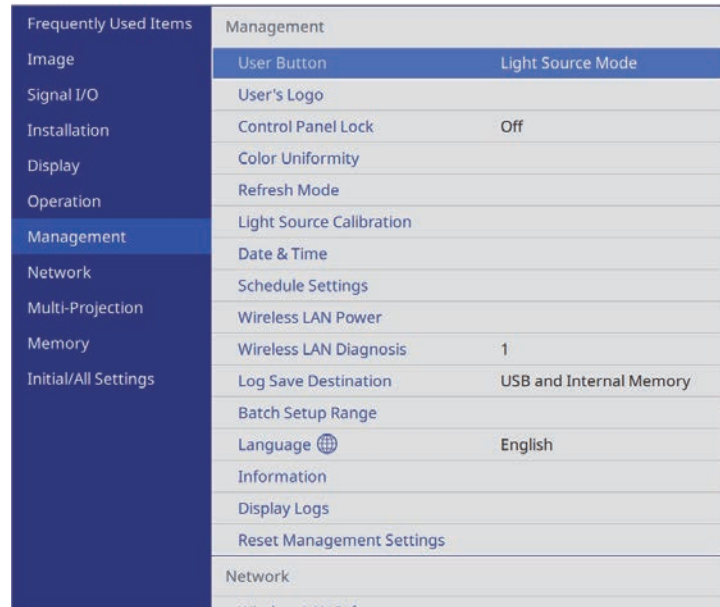 Frequently Used Items
Image
Signal I/O
Installation
Display
Operation
Management
Network
Multi-Projection
Memory
Initial/All Settings
Management
User Button Light Source Mode
User's Logo
Control Panel Lock Off
Color Uniformity
Refresh Mode
Light Source Calibration
Date & Time
Schedule Settings
Wireless LAN Power
Wireless LAN Diagnosis 1
Log Save Destination USB and Internal Memory
Batch Setup Range
Language English
Information
Display Logs
Reset Management Settings
Network